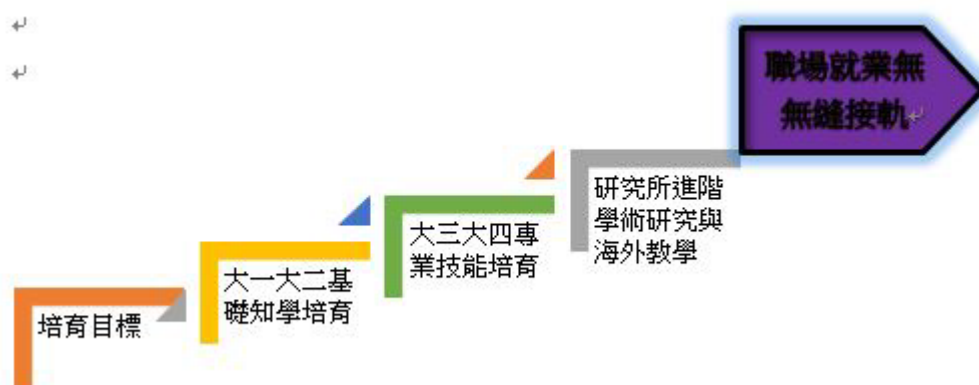 職場就業無
無縫接軌
研究所進階
學術研究與
海外教學
大三大四專
業技能培育
大一大二基
礎知學培育
培育目標